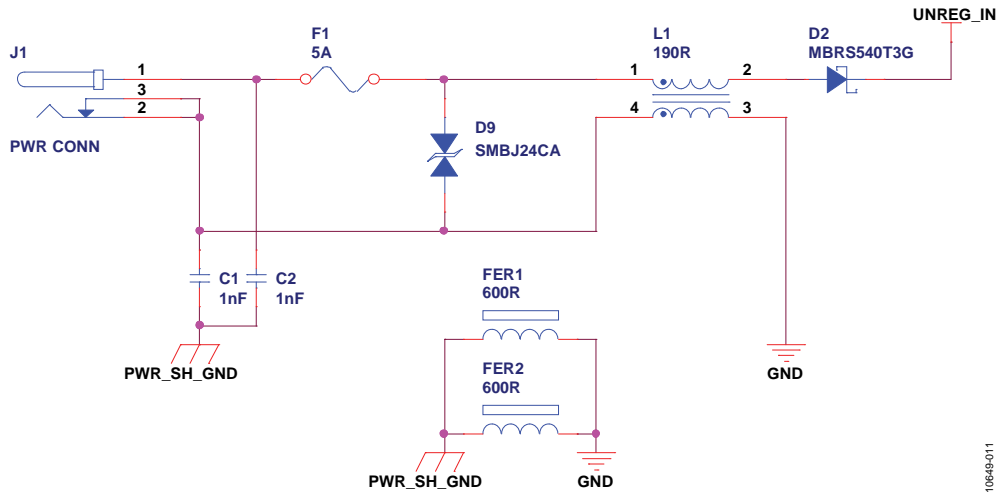 UNREG_IN
J1
F1
5A
L1
190R
D2
MBRS540T3G
1
3
2
PWR CONN
1
2
4
3
D9
SMBJ24CA
C1
1nF
C2
1nF
FER1
600R
PWR_SH_GND
GND
FER2
600R
PWR_SH_GND
GND
10649-011